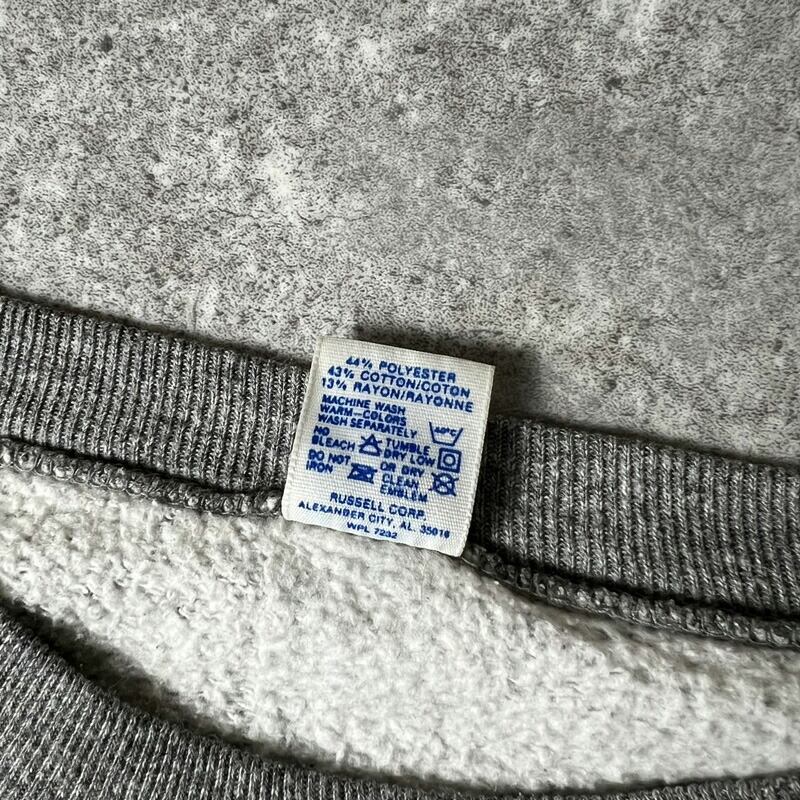 44% POLYESTER
43% COTTON/COTON
13% RAYON/RAYONNE
MACHINE WASH
WARM-COLORS
WASH SEPARATELY 40°C
NO BLEACH TUMBLE DRY LOW
DO NOT IRON OR DRY CLEAN EMBLEM
RUSSELL CORP.
ALEXANDER CITY, AL. 35010
WPL 7232